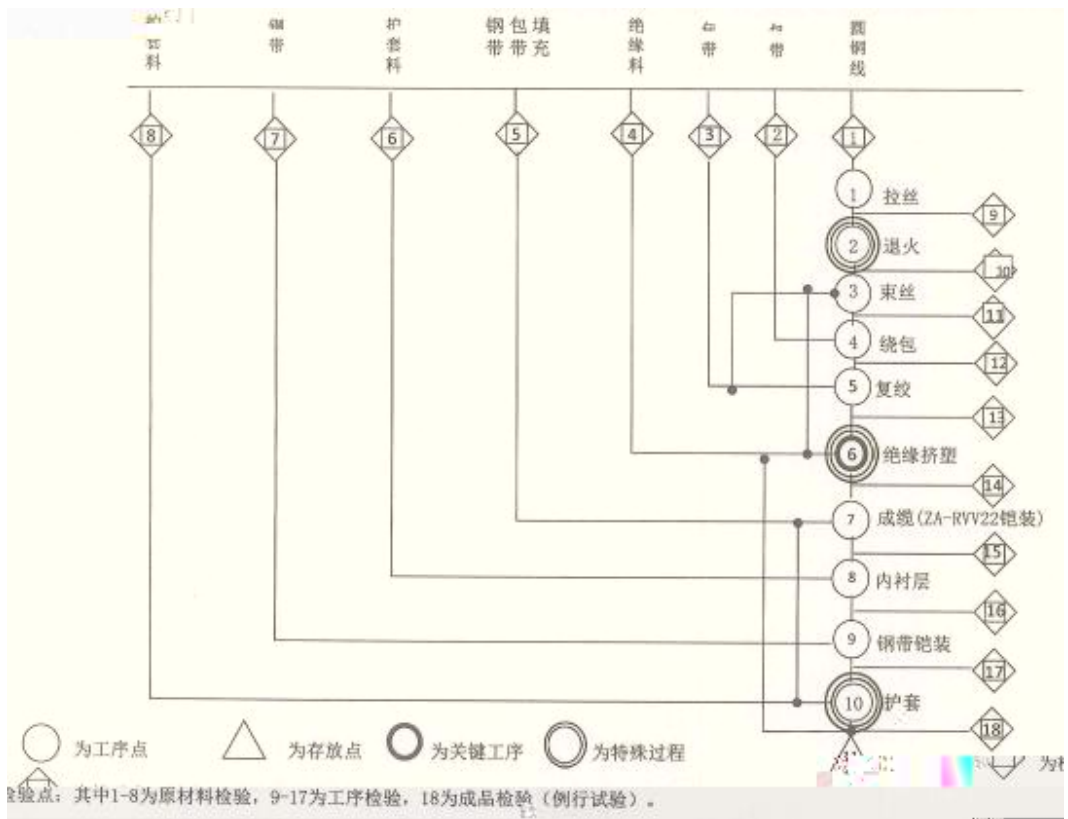 套料
带
护套料
钢带 包带 填充
绝缘料
带
带
圆铜线
8
7
6
5
4
3
2
1
1 拉丝
9
2 退火
10
3 束丝
11
4 绕包
12
5 复绞
13
6 绝缘挤塑
14
7 成缆(ZA-RVV22铠装)
15
8 内衬层
16
9 钢带铠装
17
10 护套
18
为工序点
为存放点
为关键工序
为特殊过程
为
验点：其中1-8为原材料检验，9-17为工序检验，18为成品检验（例行试验）。